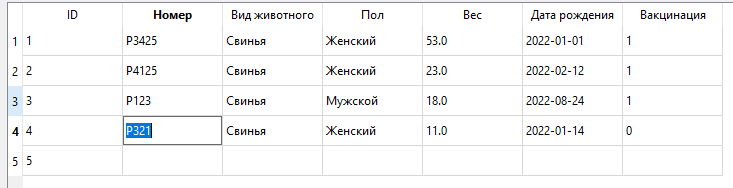 ID Номер Вид животного Пол Вес Дата рождения Вакцинация
1 1 P3425 Свинья Женский 53.0 2022-01-01 1
2 2 P4125 Свинья Женский 23.0 2022-02-12 1
3 3 P123 Свинья Мужской 18.0 2022-08-24 1
4 4 P321 Свинья Женский 11.0 2022-01-14 0
5 5